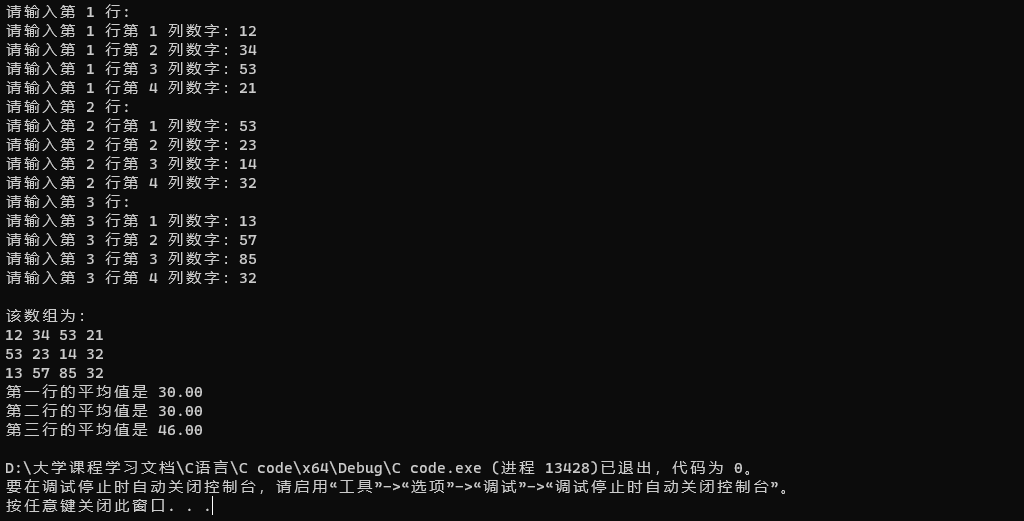 请输入第 1 行:
请输入第 1 行第 1 列数字: 12
请输入第 1 行第 2 列数字: 34
请输入第 1 行第 3 列数字: 53
请输入第 1 行第 4 列数字: 21
请输入第 2 行:
请输入第 2 行第 1 列数字: 53
请输入第 2 行第 2 列数字: 23
请输入第 2 行第 3 列数字: 14
请输入第 2 行第 4 列数字: 32
请输入第 3 行:
请输入第 3 行第 1 列数字: 13
请输入第 3 行第 2 列数字: 57
请输入第 3 行第 3 列数字: 85
请输入第 3 行第 4 列数字: 32
该数组为:
12 34 53 21
53 23 14 32
13 57 85 32
第一行的平均值是 30.00
第二行的平均值是 30.00
第三行的平均值是 46.00
D:\大学课程学习文档\C语言\C code\x64\Debug\C code.exe (进程 13428)已退出，代码为 0。
要在调试停止时自动关闭控制台，请启用“工具”->“选项”->“调试”->“调试停止时自动关闭控制台”。
按任意键关闭此窗口. . .